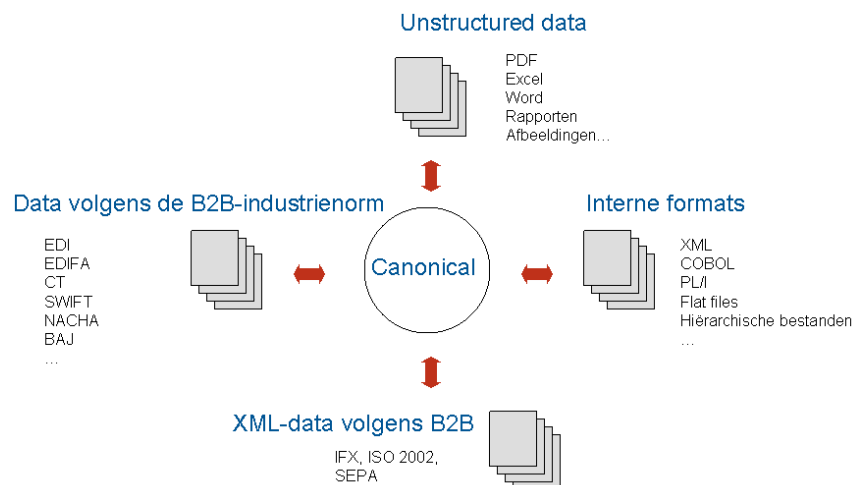 Unstructured data
PDF
Excel
Word
Rapporten
Afbeeldingen…
Data volgens de B2B-industrienorm
EDI
EDIFA
CT
SWIFT
NACHA
BAJ
…
Canonical
Interne formats
XML
COBOL
PL/I
Flat files
Hiërarchische bestanden
…
XML-data volgens B2B
IFX, ISO 2002,
SEPA